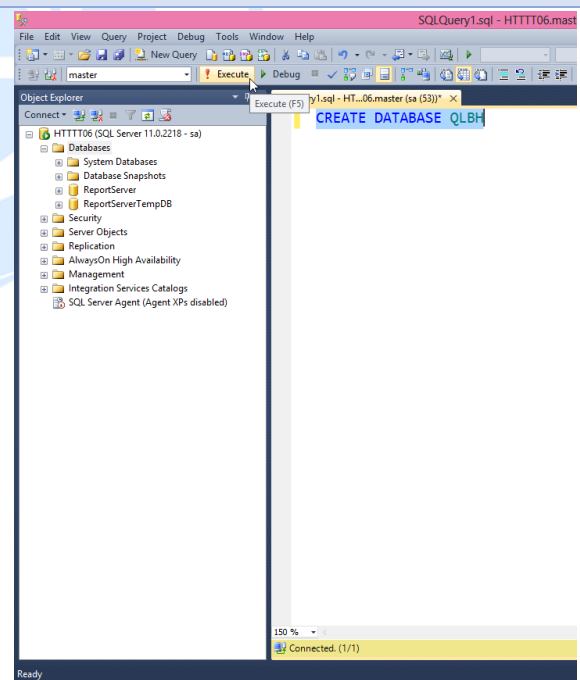 SQLQuery1.sql - HTTTT06.mast
File Edit View Query Project Debug Tools Window Help
New Query
master Execute Debug
Object Explorer
Execute (F5)
y1.sql - HT...06.master (sa (53))*
Connect
CREATE DATABASE QLBH
HTTTT06 (SQL Server 11.0.2218 - sa)
Databases
System Databases
Database Snapshots
ReportServer
ReportServerTempDB
Security
Server Objects
Replication
AlwaysOn High Availability
Management
Integration Services Catalogs
SQL Server Agent (Agent XPs disabled)
150 %
Connected. (1/1)
Ready